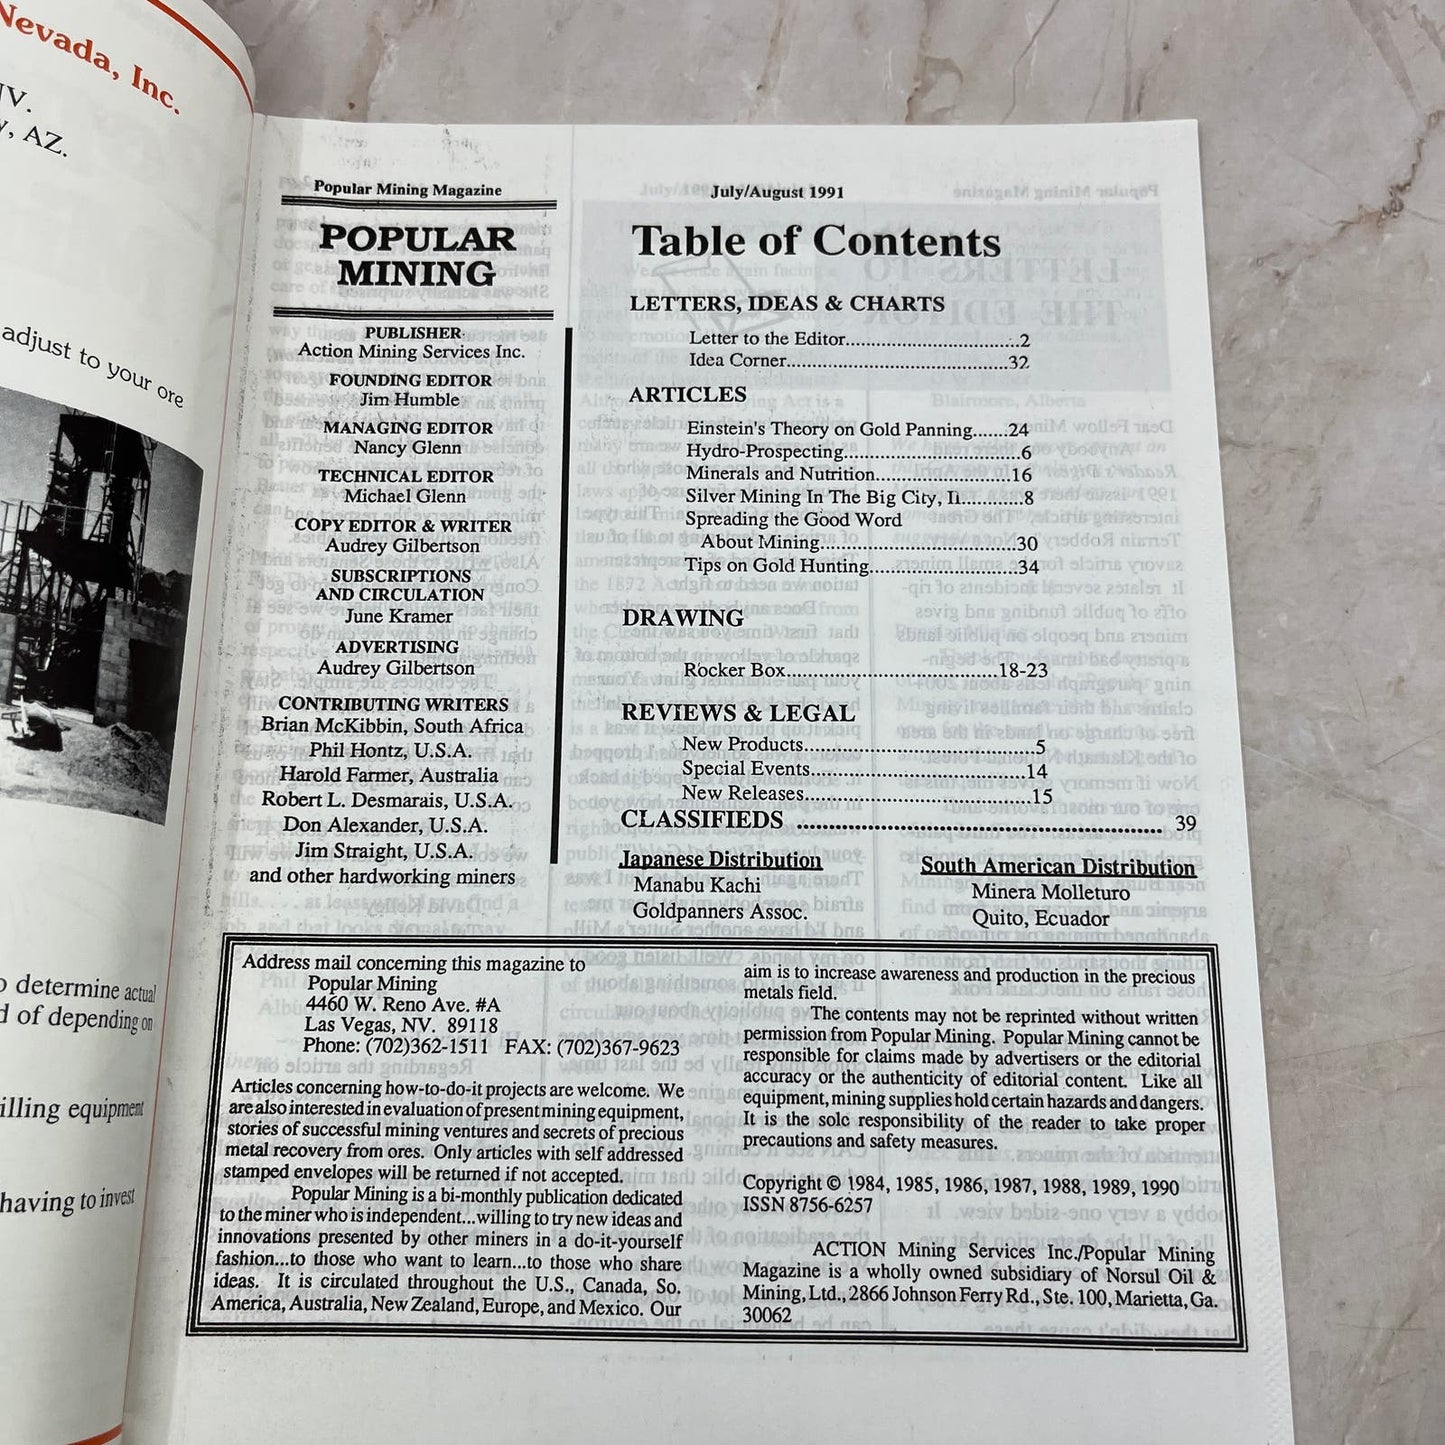 Nevada, Inc.
NV.
AZ.
adjust to your ore
to determine actual
d of depending on
illing equipment
having to invest
Popular Mining Magazine
July/August 1991
POPULAR
MINING
PUBLISHER
Action Mining Services Inc.
FOUNDING EDITOR
Jim Humble
MANAGING EDITOR
Nancy Glenn
TECHNICAL EDITOR
Michael Glenn
COPY EDITOR & WRITER
Audrey Gilbertson
SUBSCRIPTIONS
AND CIRCULATION
June Kramer
ADVERTISING
Audrey Gilbertson
CONTRIBUTING WRITERS
Brian McKibbin, South Africa
Phil Hontz, U.S.A.
Harold Farmer, Australia
Robert L. Desmarais, U.S.A.
Don Alexander, U.S.A.
Jim Straight, U.S.A.
and other hardworking miners
Table of Contents
LETTERS, IDEAS & CHARTS
Letter to the Editor..................................2
Idea Corner...........................................32
ARTICLES
Einstein's Theory on Gold Panning.......24
Hydro-Prospecting..................................6
Minerals and Nutrition..........................16
Silver Mining In The Big City, Ii............8
Spreading the Good Word
About Mining......................................30
Tips on Gold Hunting............................34
DRAWING
Rocker Box.........................................18-23
REVIEWS & LEGAL
New Products............................................5
Special Events..........................................14
New Releases...........................................15
CLASSIFIEDS ................................................................ 39
Japanese Distribution
Manabu Kachi
Goldpanners Assoc.
South American Distribution
Minera Molleturo
Quito, Ecuador
Address mail concerning this magazine to
Popular Mining
4460 W. Reno Ave. #A
Las Vegas, NV. 89118
Phone: (702)362-1511 FAX: (702)367-9623
Articles concerning how-to-do-it projects are welcome. We
are also interested in evaluation of present mining equipment,
stories of successful mining ventures and secrets of precious
metal recovery from ores. Only articles with self addressed
stamped envelopes will be returned if not accepted.
Popular Mining is a bi-monthly publication dedicated
to the miner who is independent...willing to try new ideas and
innovations presented by other miners in a do-it-yourself
fashion...to those who want to learn...to those who share
ideas. It is circulated throughout the U.S., Canada, So.
America, Australia, New Zealand, Europe, and Mexico. Our
aim is to increase awareness and production in the precious
metals field.
The contents may not be reprinted without written
permission from Popular Mining. Popular Mining cannot be
responsible for claims made by advertisers or the editorial
accuracy or the authenticity of editorial content. Like all
equipment, mining supplies hold certain hazards and dangers.
It is the sole responsibility of the reader to take proper
precautions and safety measures.
Copyright © 1984, 1985, 1986, 1987, 1988, 1989, 1990
ISSN 8756-6257
ACTION Mining Services Inc./Popular Mining
Magazine is a wholly owned subsidiary of Norsul Oil &
Mining, Ltd., 2866 Johnson Ferry Rd., Ste. 100, Marietta, Ga.
30062